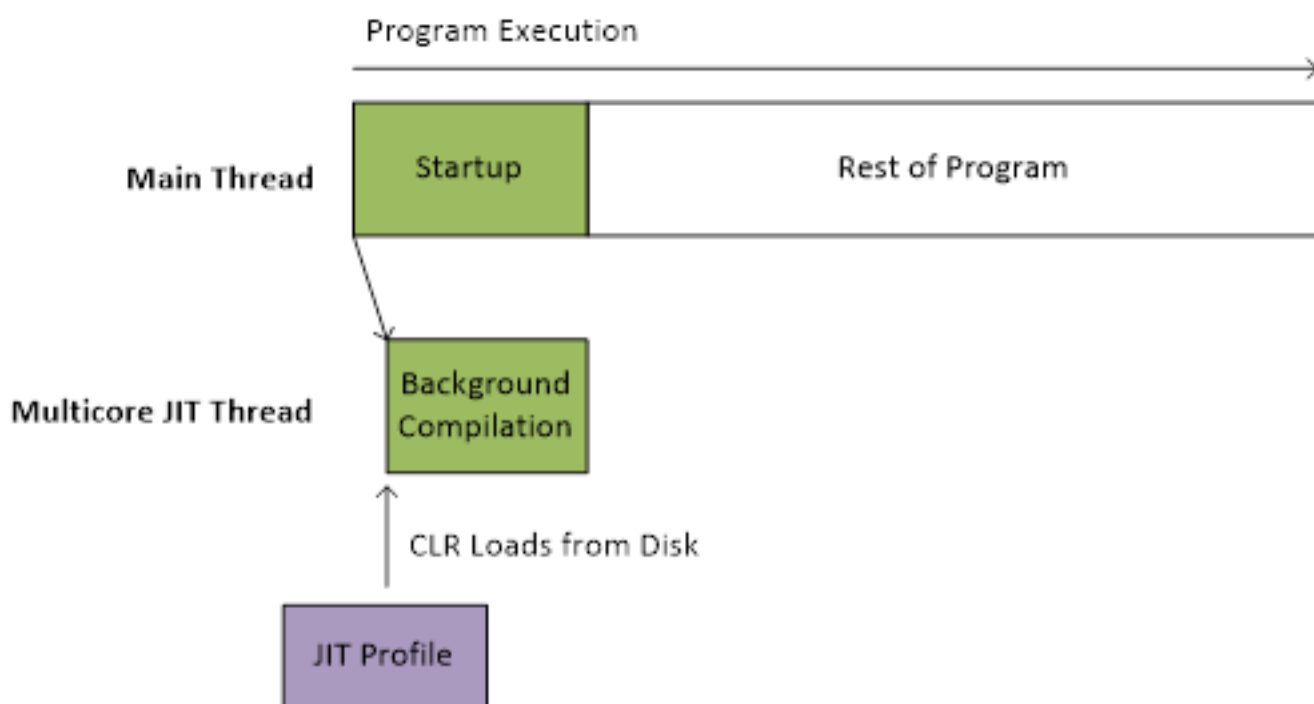 Program Execution
Main Thread
Startup
Rest of Program
Multicore JIT Thread
Background
Compilation
CLR Loads from Disk
JIT Profile